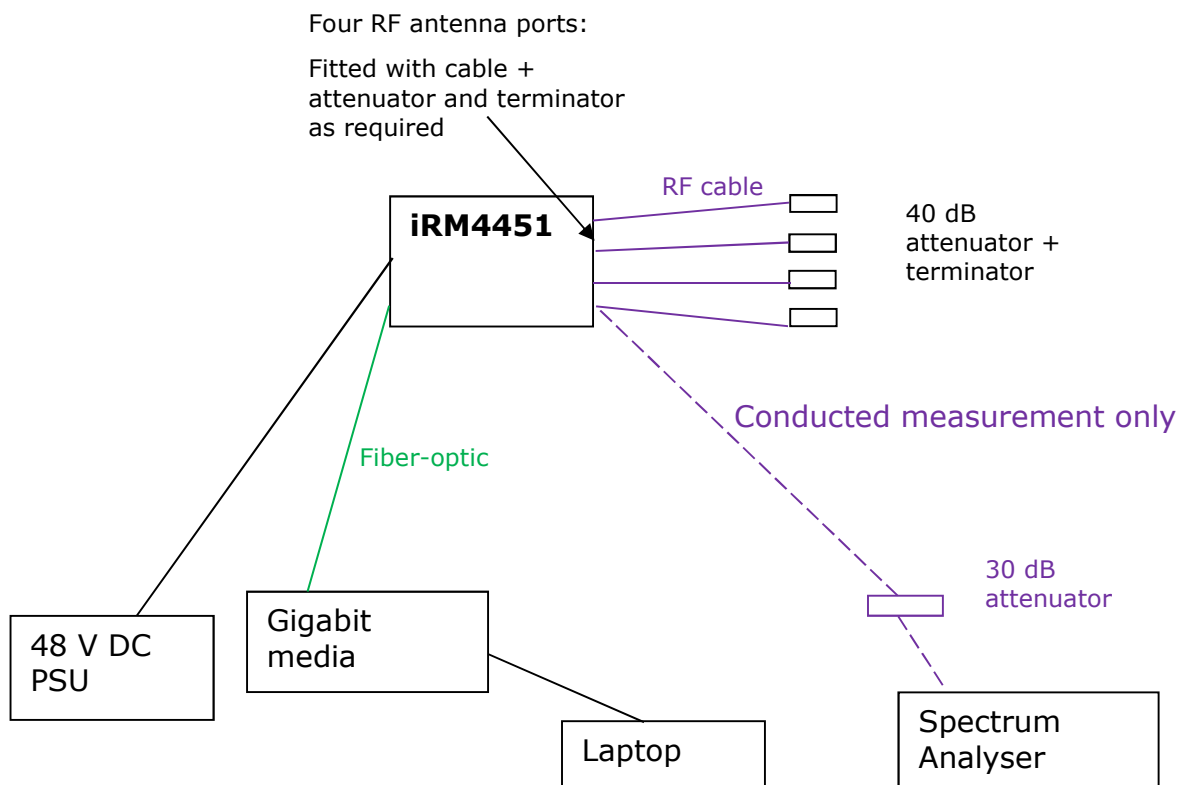 Four RF antenna ports:
Fitted with cable +
attenuator and terminator
as required
RF cable
iRM4451
40 dB
attenuator +
terminator
Conducted measurement only
Fiber-optic
30 dB
attenuator
Gigabit
media
48 V DC
PSU
Spectrum
Analyser
Laptop